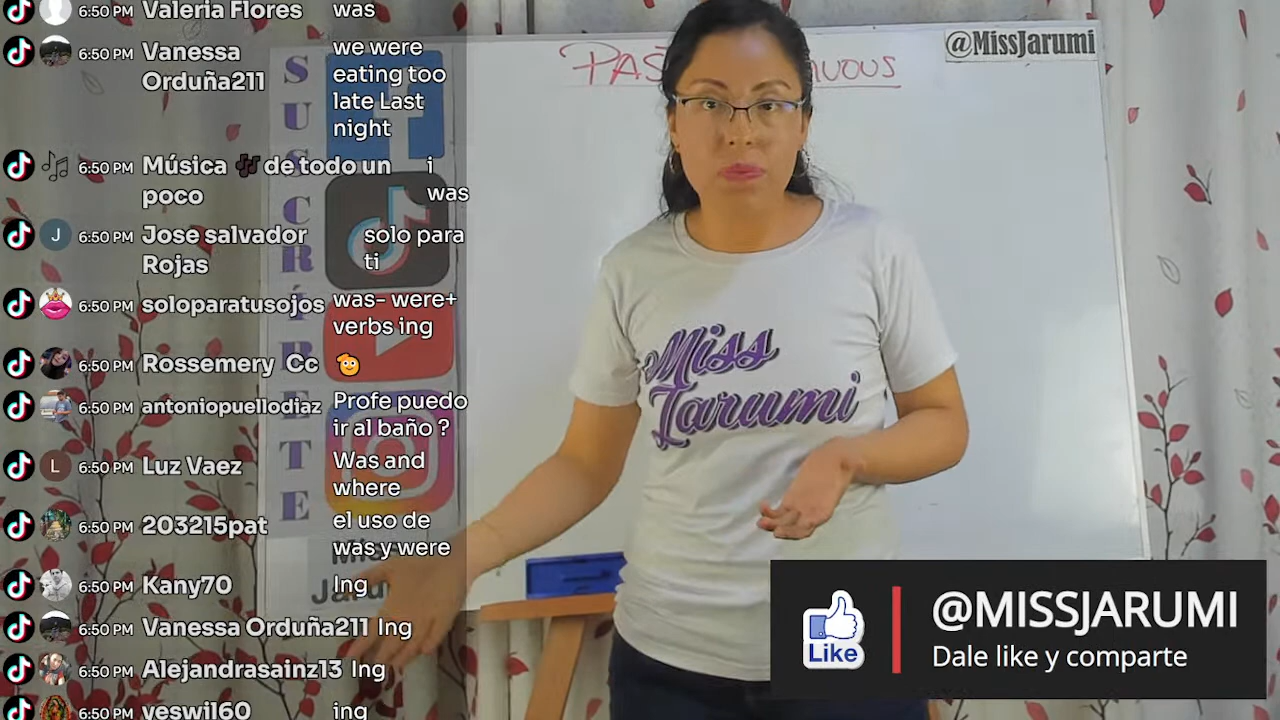 6:50 PM Valeria Flores was
6:50 PM Vanessa Orduña211 we were eating too late Last night
6:50 PM Música de todo un poco i was
6:50 PM Jose salvador Rojas solo para ti
6:50 PM soloparatusojos was- were+ verbs ing
6:50 PM Rossemery Cc
6:50 PM antoniopuellodiaz Profe puedo ir al baño ?
6:50 PM Luz Vaez Was and where
6:50 PM 203215pat el uso de was y were
6:50 PM Kany70 Ing
6:50 PM Vanessa Orduña211 Ing
6:50 PM Alejandrasainz13 Ing
6:50 PM yeswil60 ing
J
L
SUSCRÍBETE
@MissJarumi
Miss
Jarumi
Like
@MISSJARUMI
Dale like y comparte